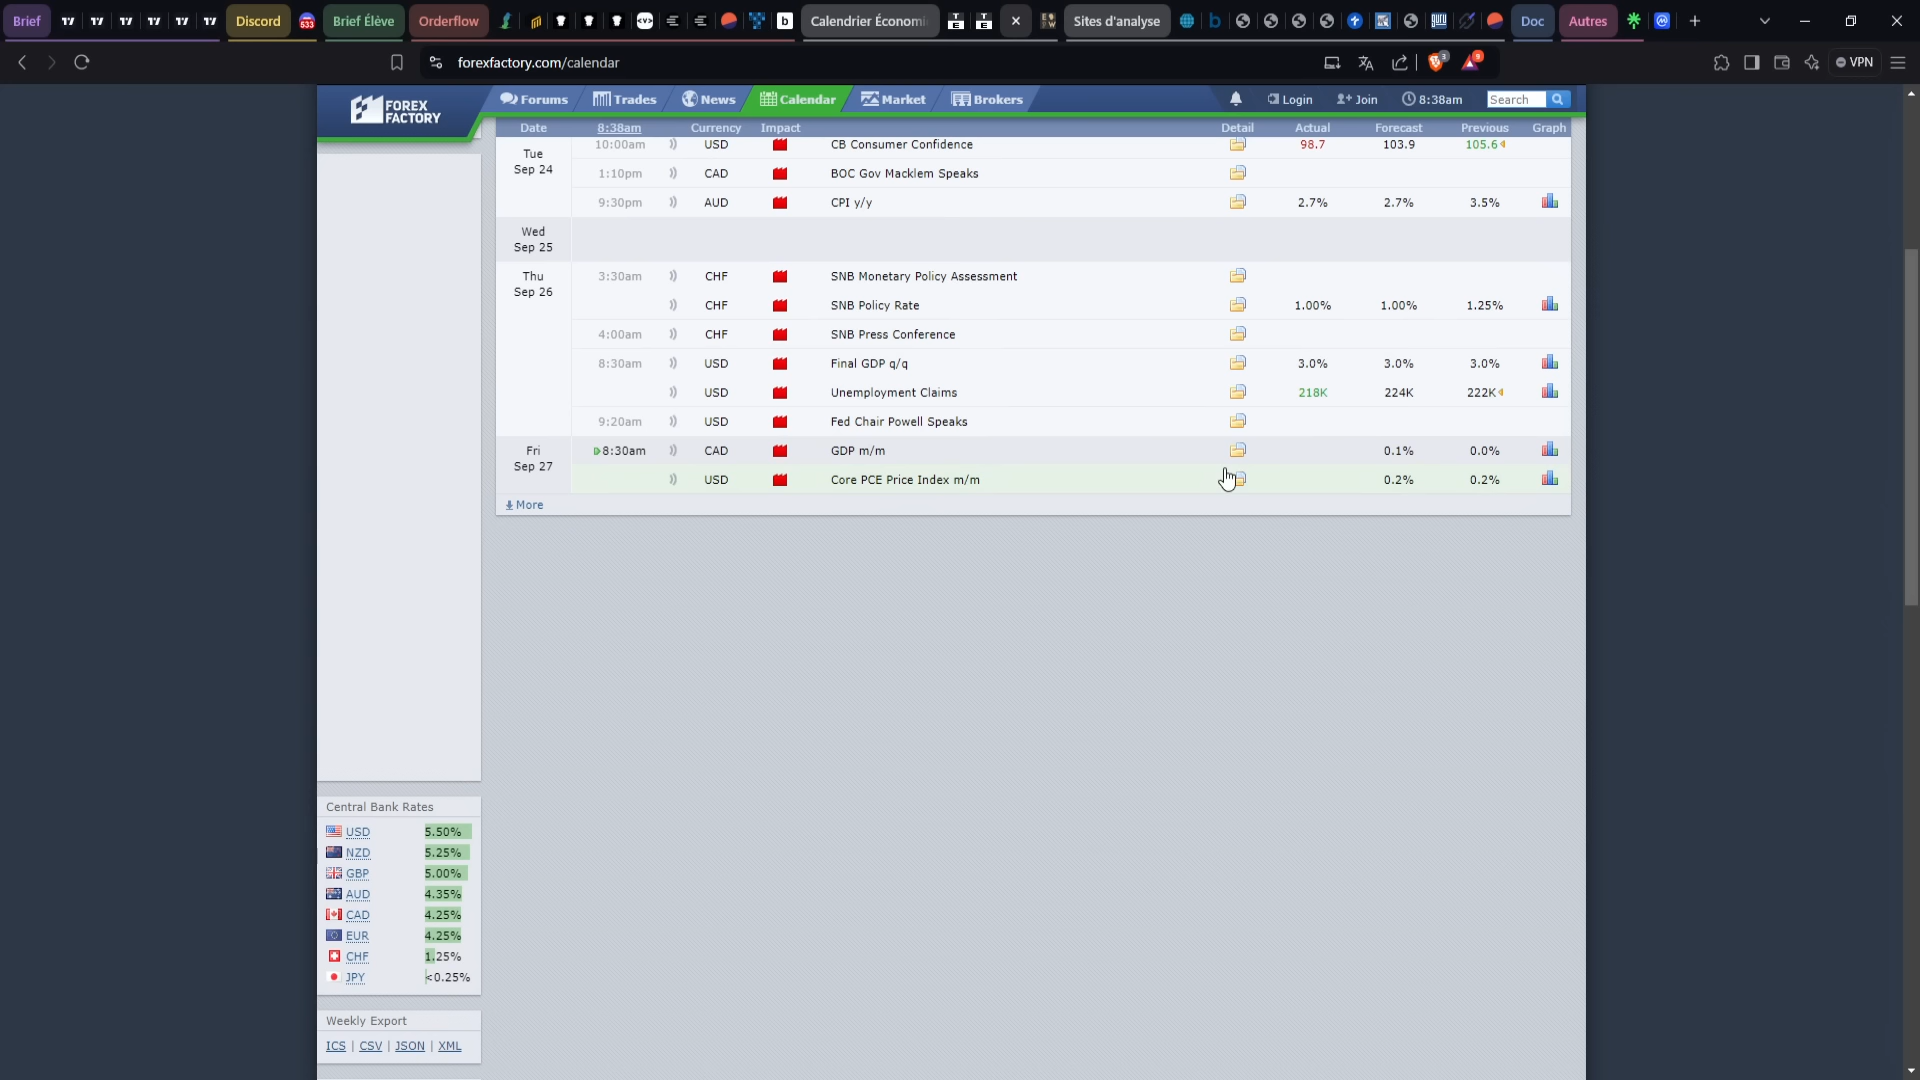 Brief Discord Brief Élève Orderflow Calendrier Économi Sites d'analyse Doc Autres
forexfactory.com/calendar VPN
FOREX FACTORY Forums Trades News Calendar Market Brokers Login Join 8:38am Search
Date 8:38am Currency Impact Detail Actual Forecast Previous Graph
Tue Sep 24 10:00am USD CB Consumer Confidence 98.7 103.9 105.6
1:10pm CAD BOC Gov Macklem Speaks
9:30pm AUD CPI y/y 2.7% 2.7% 3.5%
Wed Sep 25
Thu Sep 26 3:30am CHF SNB Monetary Policy Assessment
CHF SNB Policy Rate 1.00% 1.00% 1.25%
4:00am CHF SNB Press Conference
8:30am USD Final GDP q/q 3.0% 3.0% 3.0%
USD Unemployment Claims 218K 224K 222K
9:20am USD Fed Chair Powell Speaks
Fri Sep 27 8:30am CAD GDP m/m 0.1% 0.0%
USD Core PCE Price Index m/m 0.2% 0.2%
More
Central Bank Rates
USD 5.50%
NZD 5.25%
GBP 5.00%
AUD 4.35%
CAD 4.25%
EUR 4.25%
CHF 1.25%
JPY <0.25%
Weekly Export
ICS | CSV | JSON | XML